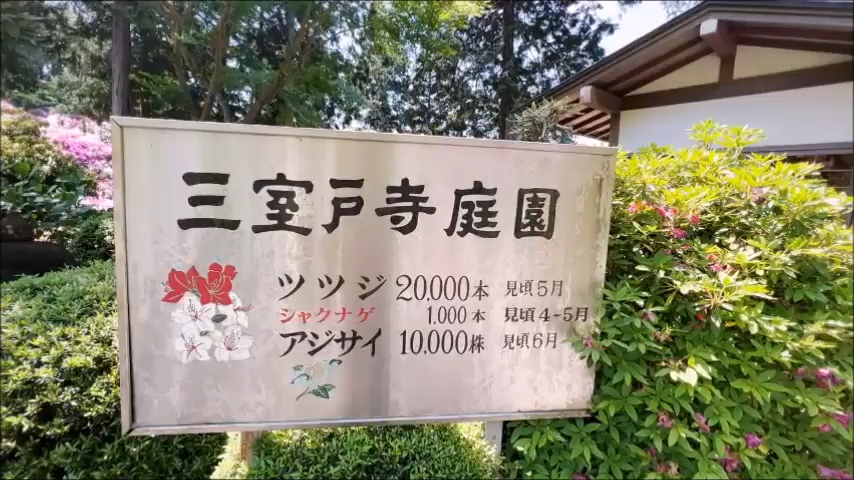 三室戸寺庭園
ツツジ 20,000本 見頃5月
シャクナゲ 1,000本 見頃4~5月
アジサイ 10,000株 見頃6月